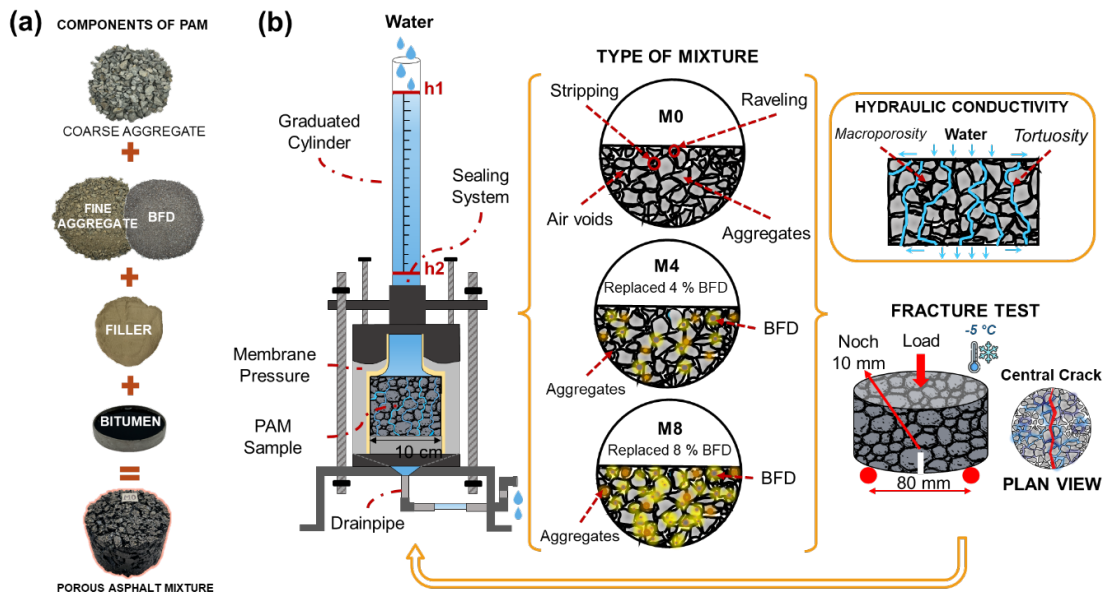 (a)
COMPONENTS OF PAM
COARSE AGGREGATE
FINE
AGGREGATE
BFD
FILLER
BITUMEN
M0
POROUS ASPHALT MIXTURE
(b)
Water
h1
Graduated
Cylinder
Sealing
System
h2
Membrane
Pressure
PAM
Sample
10 cm
Drainpipe
TYPE OF MIXTURE
Stripping
Raveling
M0
Air voids
Aggregates
M4
Replaced 4 % BFD
BFD
Aggregates
M8
Replaced 8 % BFD
BFD
Aggregates
HYDRAULIC CONDUCTIVITY
Macroporosity
Water
Tortuosity
FRACTURE TEST
-5 °C
Noch
10 mm
Load
Central Crack
80 mm
PLAN VIEW